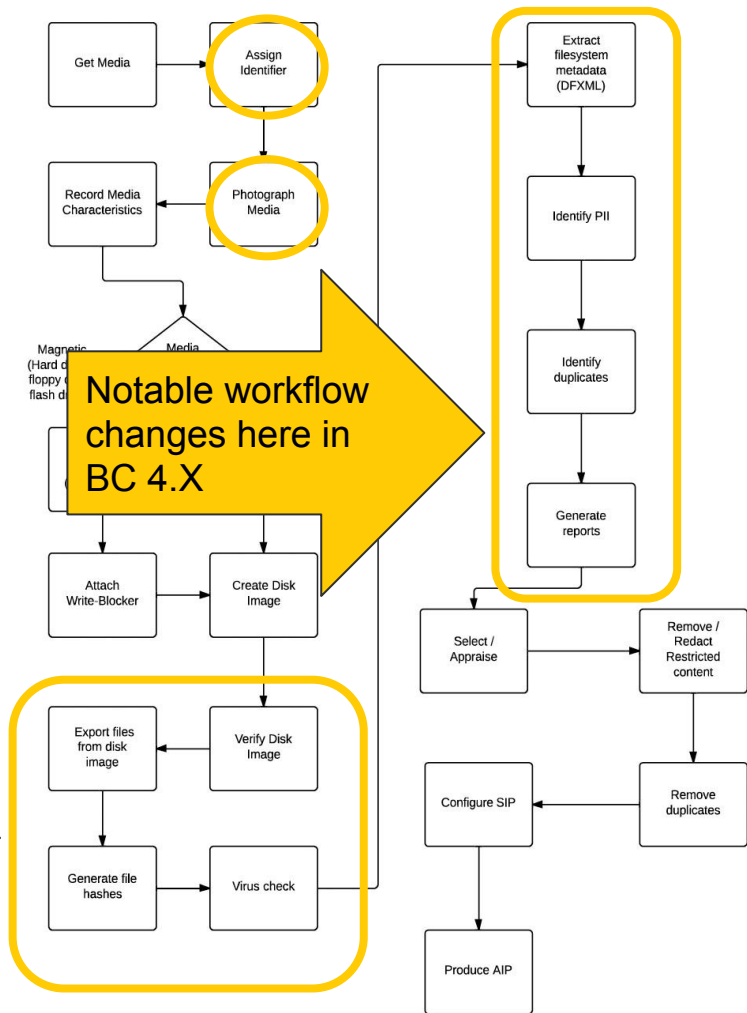 Get Media
Assign
Identifier
Record Media
Characteristics
Photograph
Media
Magnetic
(Hard
floppy
flash
Media
Notable workflow
changes here in
BC 4.X
Attach
Write-Blocker
Create Disk
Image
Export files
from disk
image
Verify Disk
Image
Generate file
hashes
Virus check
Extract
filesystem
metadata
(DFXML)
Identify PII
Identify
duplicates
Generate
reports
Select /
Appraise
Remove /
Redact
Restricted
content
Configure SIP
Remove
duplicates
Produce AIP